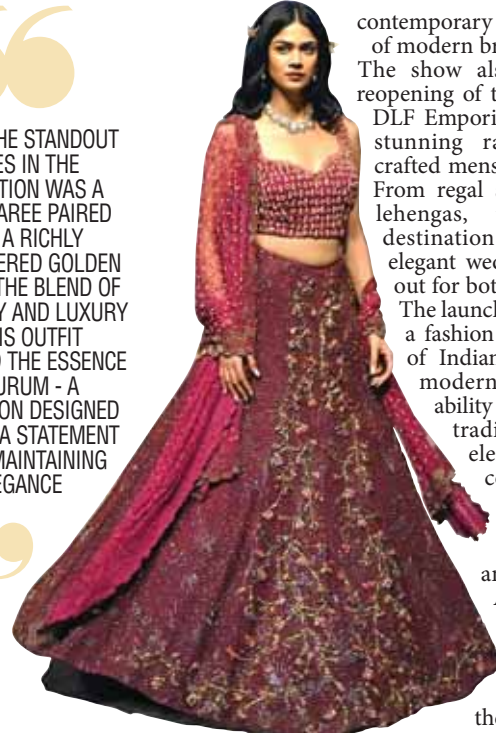 HE STANDOUT
ES IN THE
TION WAS A
AREE PAIRED
A RICHLY
ERED GOLDEN
THE BLEND OF
Y AND LUXURY
IS OUTFIT
THE ESSENCE
URUM - A
ON DESIGNED
A STATEMENT
MAINTAINING
EGANCE
contemporary
of modern br
The show als
reopening of t
DLF Empori
stunning ra
crafted mens
From regal
lehengas,
destination
elegant wed
out for bot
The launch
a fashion
of Indian
modern
ability
tradi
ele
co
an
the